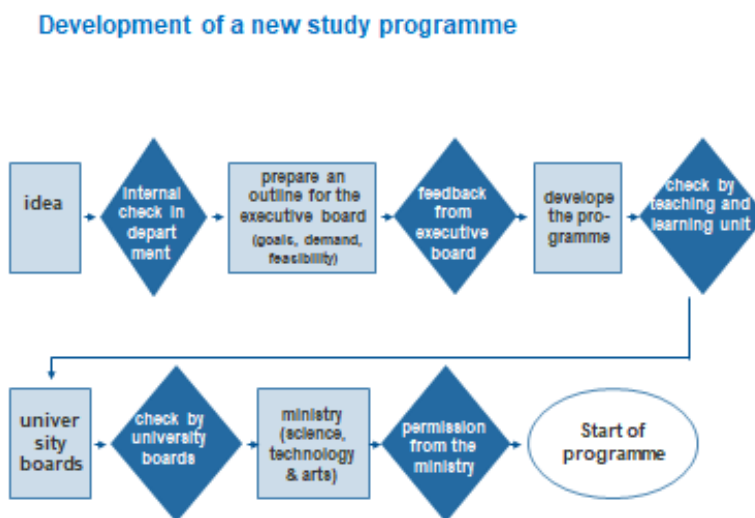 Development of a new study programme
idea
internal
check in
depart
ment
prepare an
outline for the
executive board
(goals, demand,
feasibility)
feedback
from
executive
board
develope
the pro-
gramme
check by
teaching and
learning unit
univer
sity
boards
check by
university
boards
ministry
(science,
technology
& arts)
permission
from the
ministry
Start of
programme